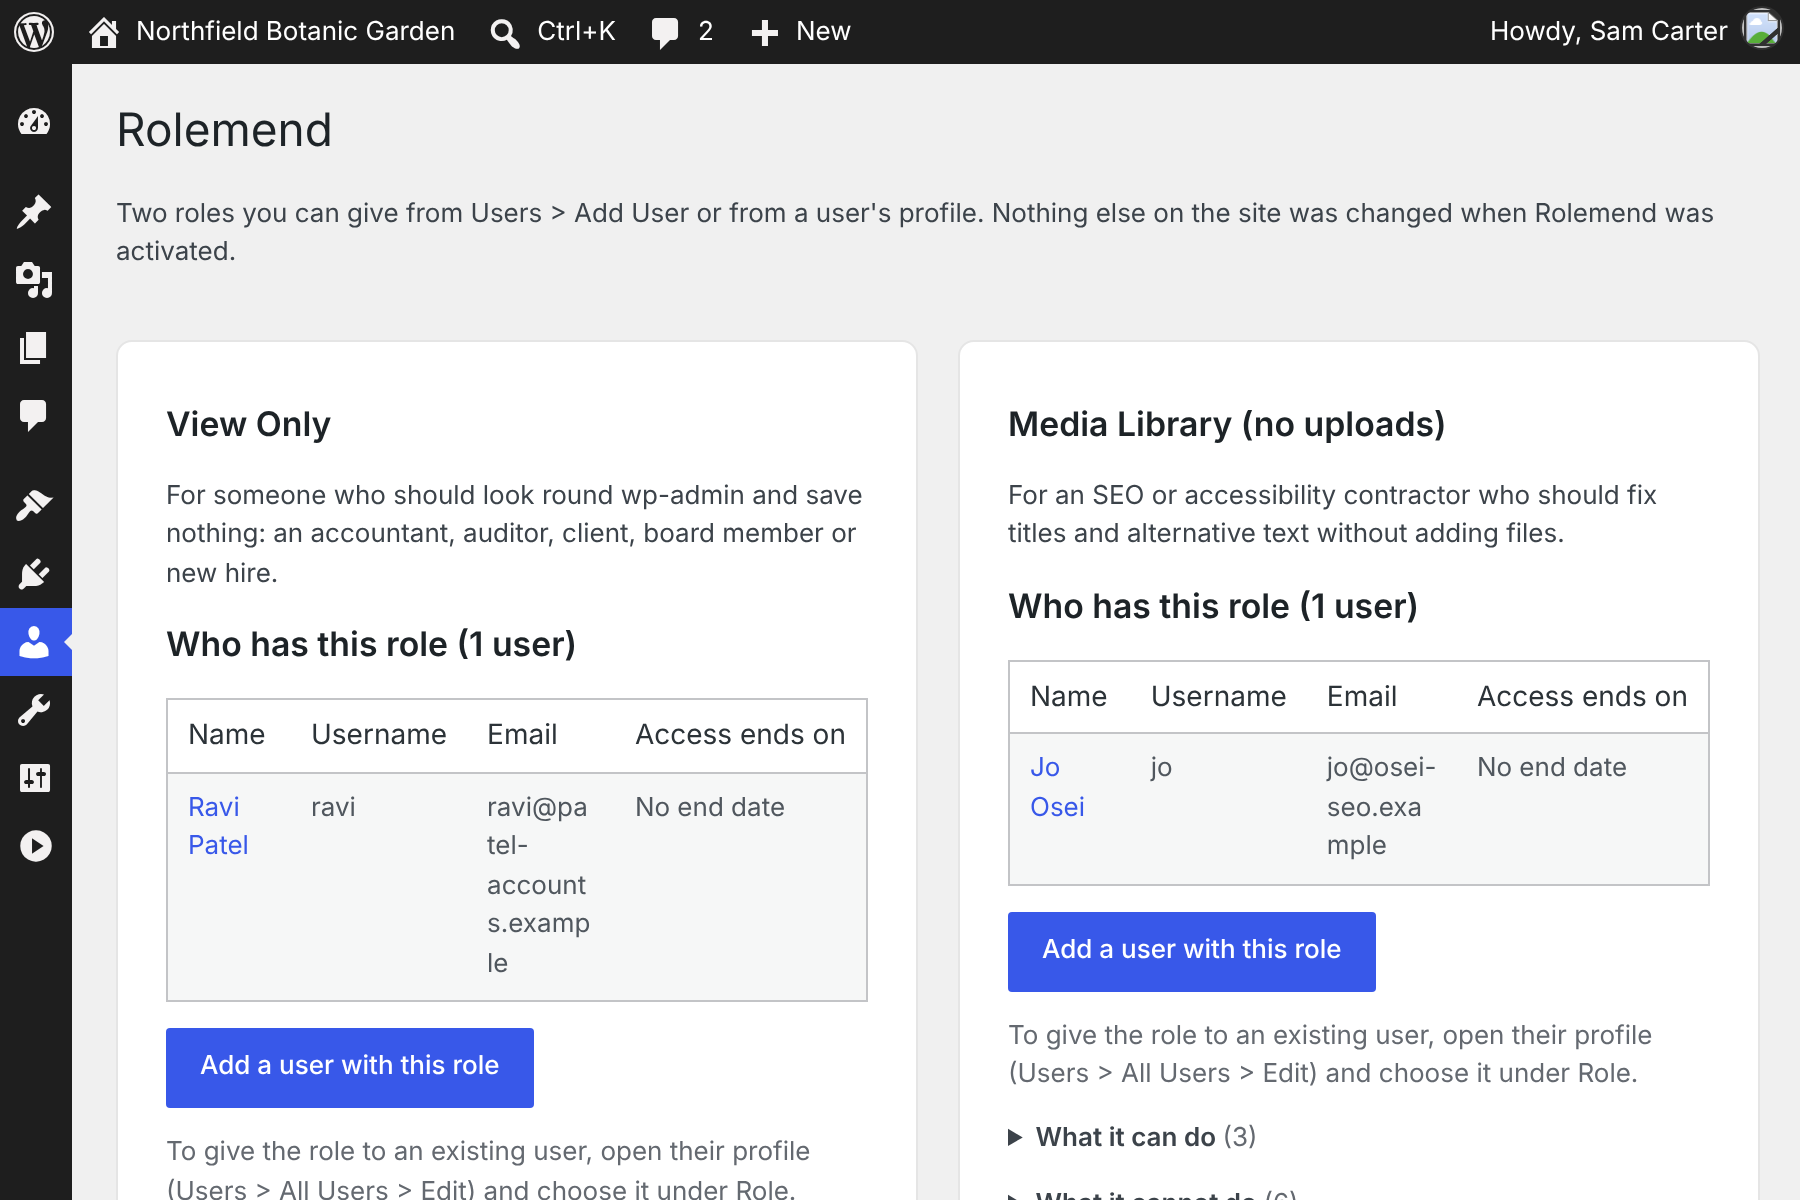 Northfield Botanic Garden
Ctrl+K
2
New
Howdy, Sam Carter
Rolemend
Two roles you can give from Users > Add User or from a user's profile. Nothing else on the site was changed when Rolemend was
activated.
View Only
For someone who should look round wp-admin and save
nothing: an accountant, auditor, client, board member or
new hire.
Who has this role (1 user)
Name Username Email Access ends on
Ravi ravi ravi@pa No end date
Patel tel-
account
s.examp
le
Add a user with this role
To give the role to an existing user, open their profile
(Users > All Users > Edit) and choose it under Role.
Media Library (no uploads)
For an SEO or accessibility contractor who should fix
titles and alternative text without adding files.
Who has this role (1 user)
Name Username Email Access ends on
Jo jo jo@osei- No end date
Osei seo.exa
mple
Add a user with this role
To give the role to an existing user, open their profile
(Users > All Users > Edit) and choose it under Role.
What it can do (3)
What it cannot do (6)